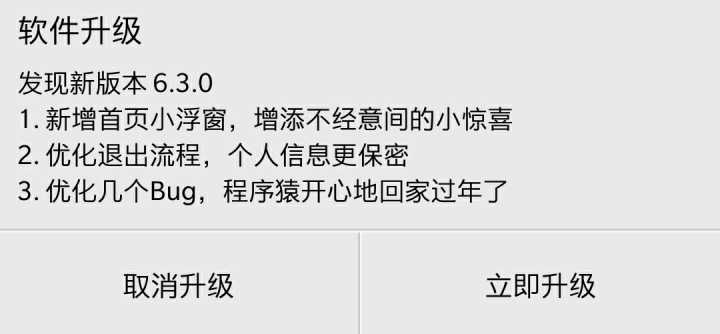 软件升级
发现新版本 6.3.0
1. 新增首页小浮窗，增添不经意间的小惊喜
2. 优化退出流程，个人信息更保密
3. 优化几个Bug，程序猿开心地回家过年了
取消升级
立即升级